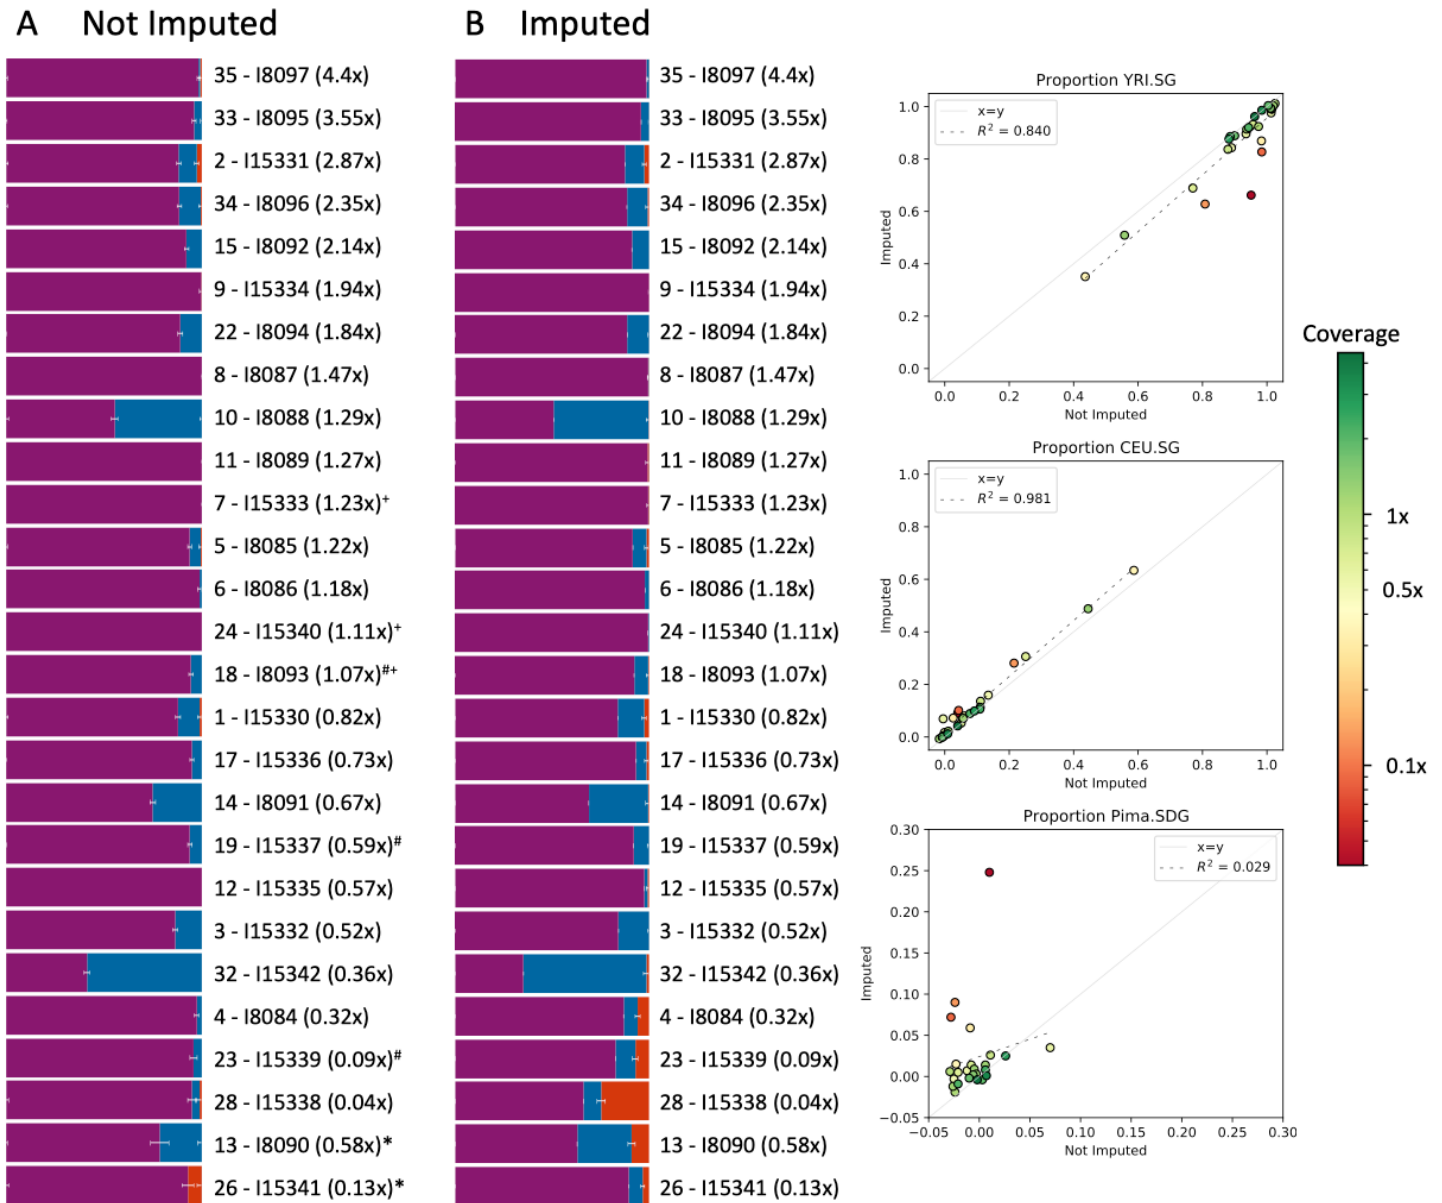 A Not Imputed
35 - I8097 (4.4x)
33 - I8095 (3.55x)
2 - I15331 (2.87x)
34 - I8096 (2.35x)
15 - I8092 (2.14x)
9 - I15334 (1.94x)
22 - I8094 (1.84x)
8 - I8087 (1.47x)
10 - I8088 (1.29x)
11 - I8089 (1.27x)
7 - I15333 (1.23x)+
5 - I8085 (1.22x)
6 - I8086 (1.18x)
24 - I15340 (1.11x)+
18 - I8093 (1.07x)#+
1 - I15330 (0.82x)
17 - I15336 (0.73x)
14 - I8091 (0.67x)
19 - I15337 (0.59x)#
12 - I15335 (0.57x)
3 - I15332 (0.52x)
32 - I15342 (0.36x)
4 - I8084 (0.32x)
23 - I15339 (0.09x)#
28 - I15338 (0.04x)
13 - I8090 (0.58x)*
26 - I15341 (0.13x)*
B Imputed
35 - I8097 (4.4x)
33 - I8095 (3.55x)
2 - I15331 (2.87x)
34 - I8096 (2.35x)
15 - I8092 (2.14x)
9 - I15334 (1.94x)
22 - I8094 (1.84x)
8 - I8087 (1.47x)
10 - I8088 (1.29x)
11 - I8089 (1.27x)
7 - I15333 (1.23x)
5 - I8085 (1.22x)
6 - I8086 (1.18x)
24 - I15340 (1.11x)
18 - I8093 (1.07x)
1 - I15330 (0.82x)
17 - I15336 (0.73x)
14 - I8091 (0.67x)
19 - I15337 (0.59x)
12 - I15335 (0.57x)
3 - I15332 (0.52x)
32 - I15342 (0.36x)
4 - I8084 (0.32x)
23 - I15339 (0.09x)
28 - I15338 (0.04x)
13 - I8090 (0.58x)
26 - I15341 (0.13x)
Proportion YRI.SG
x=y
R² = 0.840
1.0
0.8
0.6
0.4
0.2
0.0
Imputed
0.0 0.2 0.4 0.6 0.8 1.0
Not Imputed
Proportion CEU.SG
x=y
R² = 0.981
1.0
0.8
0.6
0.4
0.2
0.0
Imputed
0.0 0.2 0.4 0.6 0.8 1.0
Not Imputed
Proportion Pima.SDG
x=y
R² = 0.029
0.30
0.25
0.20
0.15
0.10
0.05
0.00
−0.05
Imputed
−0.05 0.00 0.05 0.10 0.15 0.20 0.25 0.30
Not Imputed
Coverage
1x
0.5x
0.1x